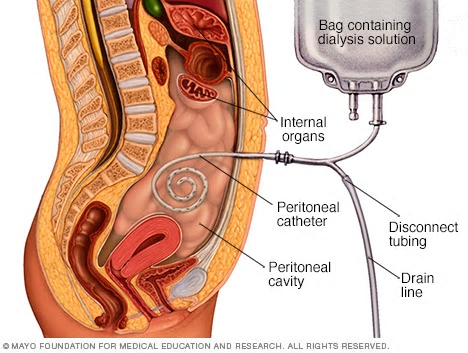 Bag containing
dialysis solution
Internal
organs
Peritoneal
catheter
Disconnect
tubing
Peritoneal
cavity
Drain
line
© MAYO FOUNDATION FOR MEDICAL EDUCATION AND RESEARCH. ALL RIGHTS RESERVED.